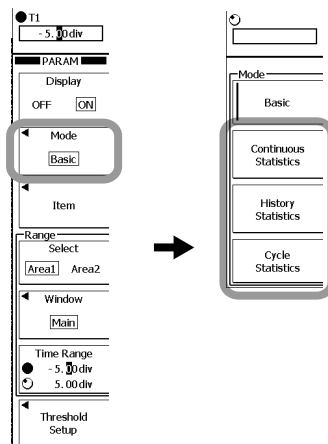 T1
-5.00div
PARAM
Display
OFF ON
Mode
Basic
Item
Range
Select
Area1 Area2
Window
Main
Time Range
-5.00div
5.00div
Threshold
Setup
Mode
Basic
Continuous
Statistics
History
Statistics
Cycle
Statistics